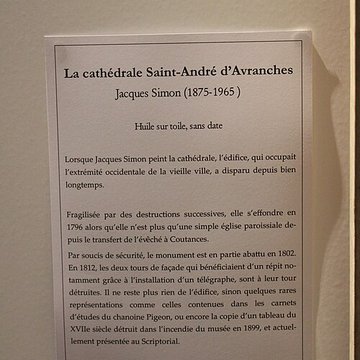 La cathédrale Saint-André d'Avranches
Jacques Simon (1875-1965 )
Huile sur toile, sans date
Lorsque Jacques Simon peint la cathédrale, l'édifice, qui occupait
l'extrémité occidentale de la vieille ville, a disparu depuis bien
longtemps.
Fragilisée par des destructions successives, elle s'effondre en
1796 alors qu'elle n'est plus qu'une simple église paroissiale de-
puis le transfert de l'évêché à Coutances.
Par soucis de sécurité, le monument est en partie abattu en 1802.
En 1812, les deux tours de façade qui bénéficiaient d'un répit no-
tamment grâce à l'installation d'un télégraphe, sont à leur tour
détruites. Il ne reste plus rien de l'édifice, sinon quelques rares
représentations comme celles contenues dans les carnets
d'études du chanoine Pigeon, ou encore la copie d'un tableau du
XVIIe siècle détruit dans l'incendie du musée en 1899, et actuel-
lement présentée au Scriptorial.